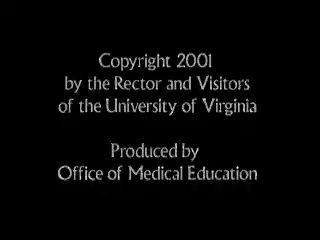 Copyright 2001
by the Rector and Visitors
of the University of Virginia
Produced by
Office of Medical Education